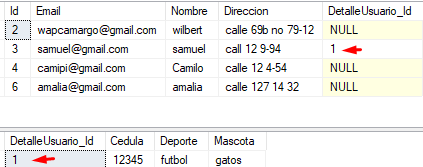 Id Email Nombre Direccion DetalleUsuario_Id
2 wapcamargo@gmail.com wilbert calle 69b no 79-12 NULL
3 samuel@gmail.com samuel call 12 9-94 1
4 camipi@gmail.com Camilo calle 12 4-54 NULL
6 amalia@gmail.com amalia calle 127 14 32 NULL
DetalleUsuario_Id Cedula Deporte Mascota
1 12345 futbol gatos